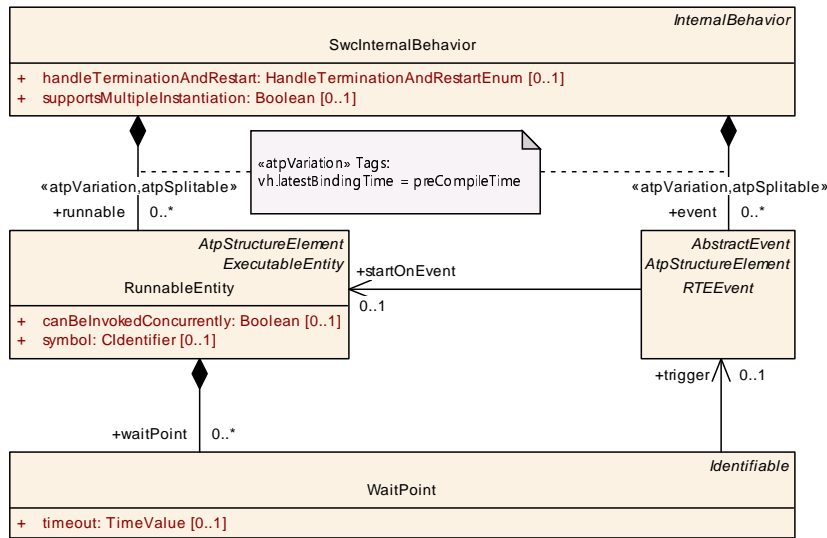 InternalBehavior
SwcInternalBehavior
+ handleTerminationAndRestart: HandleTerminationAndRestartEnum [0..1]
+ supportsMultipleInstantiation: Boolean [0..1]
«atpVariation» Tags:
vh.latestBindingTime = preCompileTime
«atpVariation,atpSplitable»
+runnable 0..*
«atpVariation,atpSplitable»
+event 0..*
AtpStructureElement
ExecutableEntity
RunnableEntity
+ canBeInvokedConcurrently: Boolean [0..1]
+ symbol: CIdentifier [0..1]
+startOnEvent
0..1
AbstractEvent
AtpStructureElement
RTEEvent
+trigger 0..1
+waitPoint 0..*
Identifiable
WaitPoint
+ timeout: TimeValue [0..1]